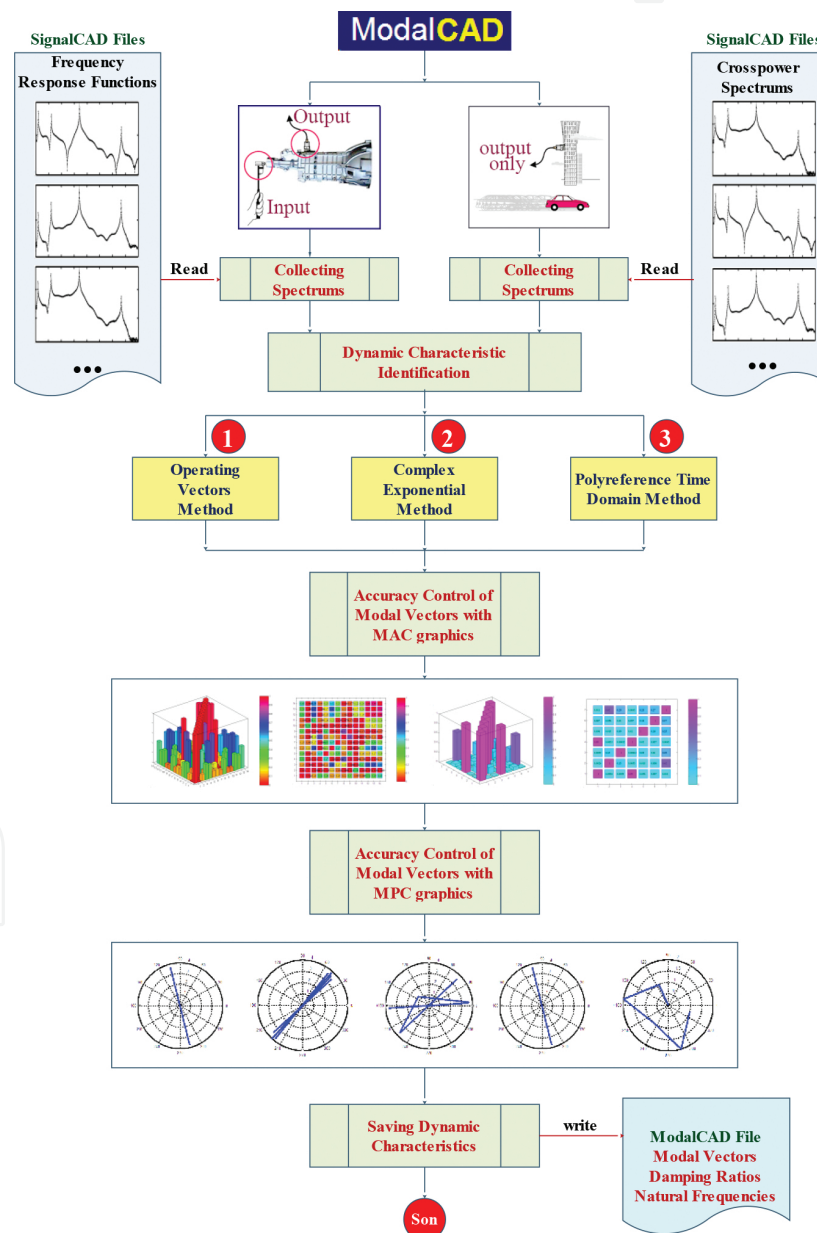 ModalCAD
SignalCAD Files
Frequency
Response Functions
SignalCAD Files
Crosspower
Spectrums
Output
Input
output
only
Read
Collecting
Spectrums
Collecting
Spectrums
Read
Dynamic Characteristic
Identification
1
2
3
Operating
Vectors
Method
Complex
Exponential
Method
Polyreference Time
Domain Method
Accuracy Control of
Modal Vectors with
MAC graphics
Accuracy Control of
Modal Vectors with
MPC graphics
Saving Dynamic
Characteristics
write
ModalCAD File
Modal Vectors
Damping Ratios
Natural Frequencies
Son